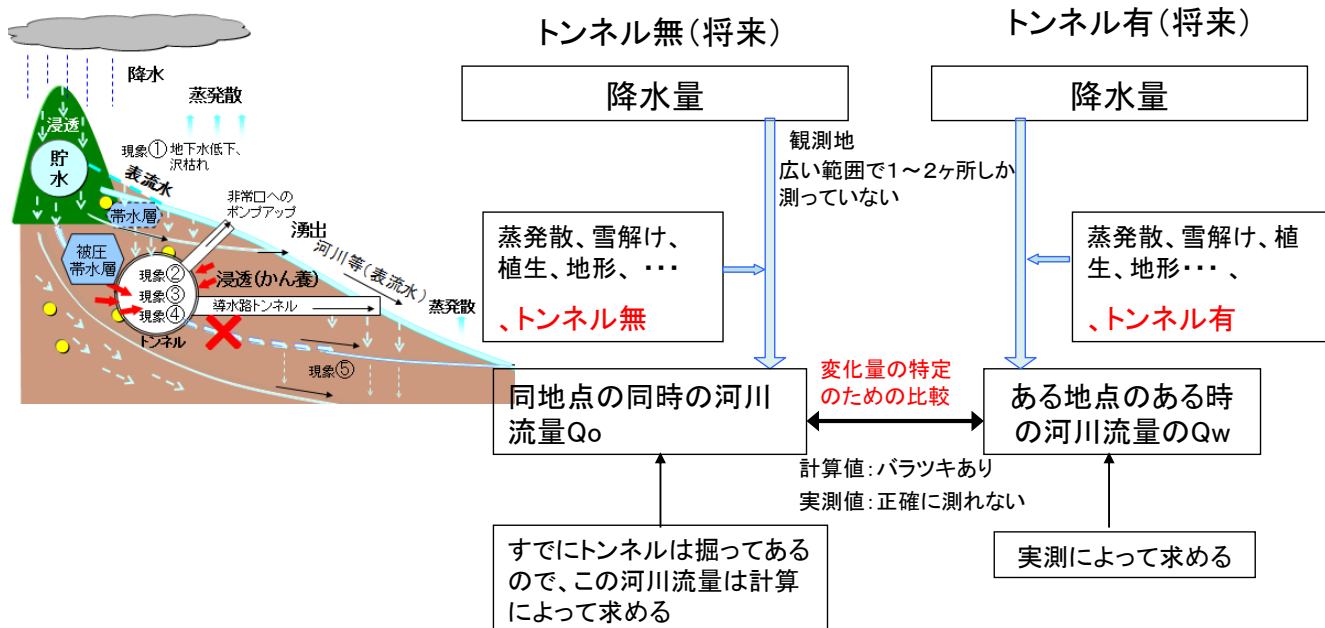 降水
蒸発散
浸透
貯水
現象①地下水低下、
沢枯れ
表流水
帯水層
非常口への
ポンプアップ
湧出
河川等(表流水)
被圧
帯水層
現象②
現象③
現象④
浸透(かん養)
導水路トンネル
蒸発散
トンネル
現象⑤
トンネル無(将来)
降水量
観測地
広い範囲で1～2ヶ所しか
測っていない
蒸発散、雪解け、
植生、地形、・・・
、トンネル無
同地点の同時の河川
流量Qo
すでにトンネルは掘ってある
ので、この河川流量は計算
によって求める
変化量の特定
のための比較
計算値：バラツキあり
実測値：正確に測れない
トンネル有(将来)
降水量
蒸発散、雪解け、植
生、地形・・・ 、
、トンネル有
ある地点のある時
の河川流量のQw
実測によって求める